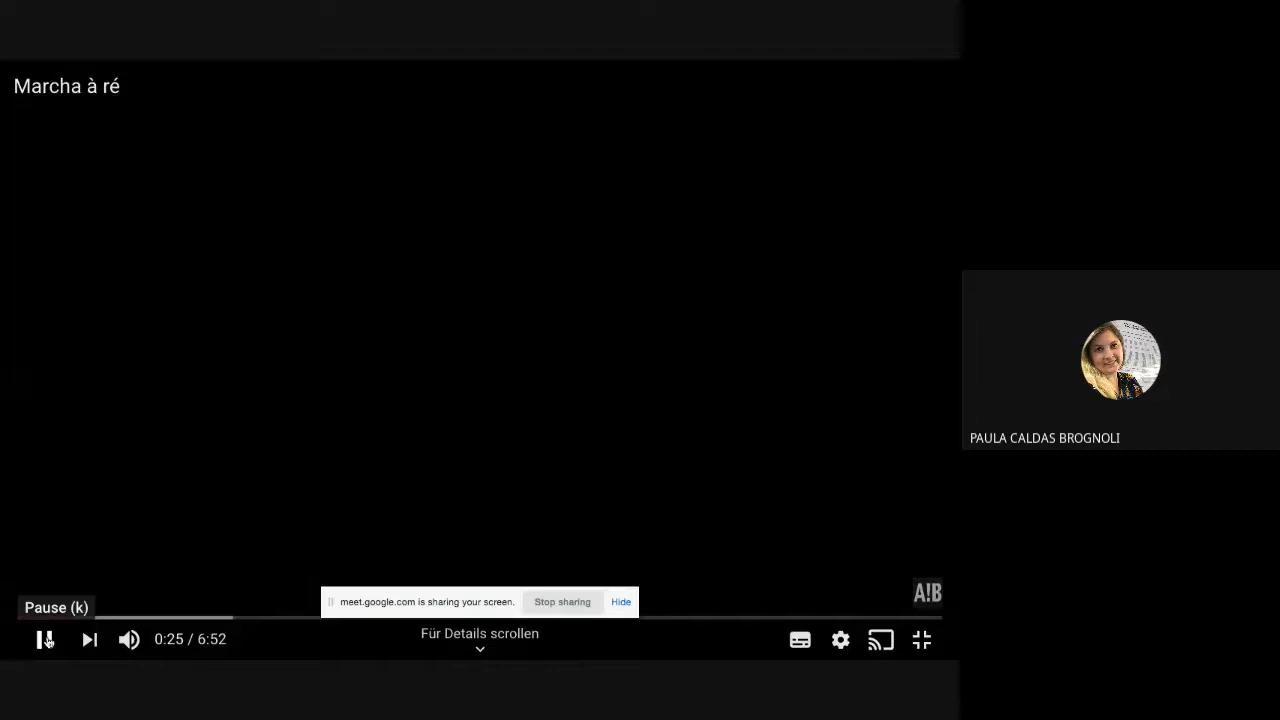 Marcha à ré
PAULA CALDAS BROGNOLI
A!B
Pause (k)
meet.google.com is sharing your screen. Stop sharing Hide
0:25 / 6:52
Für Details scrollen